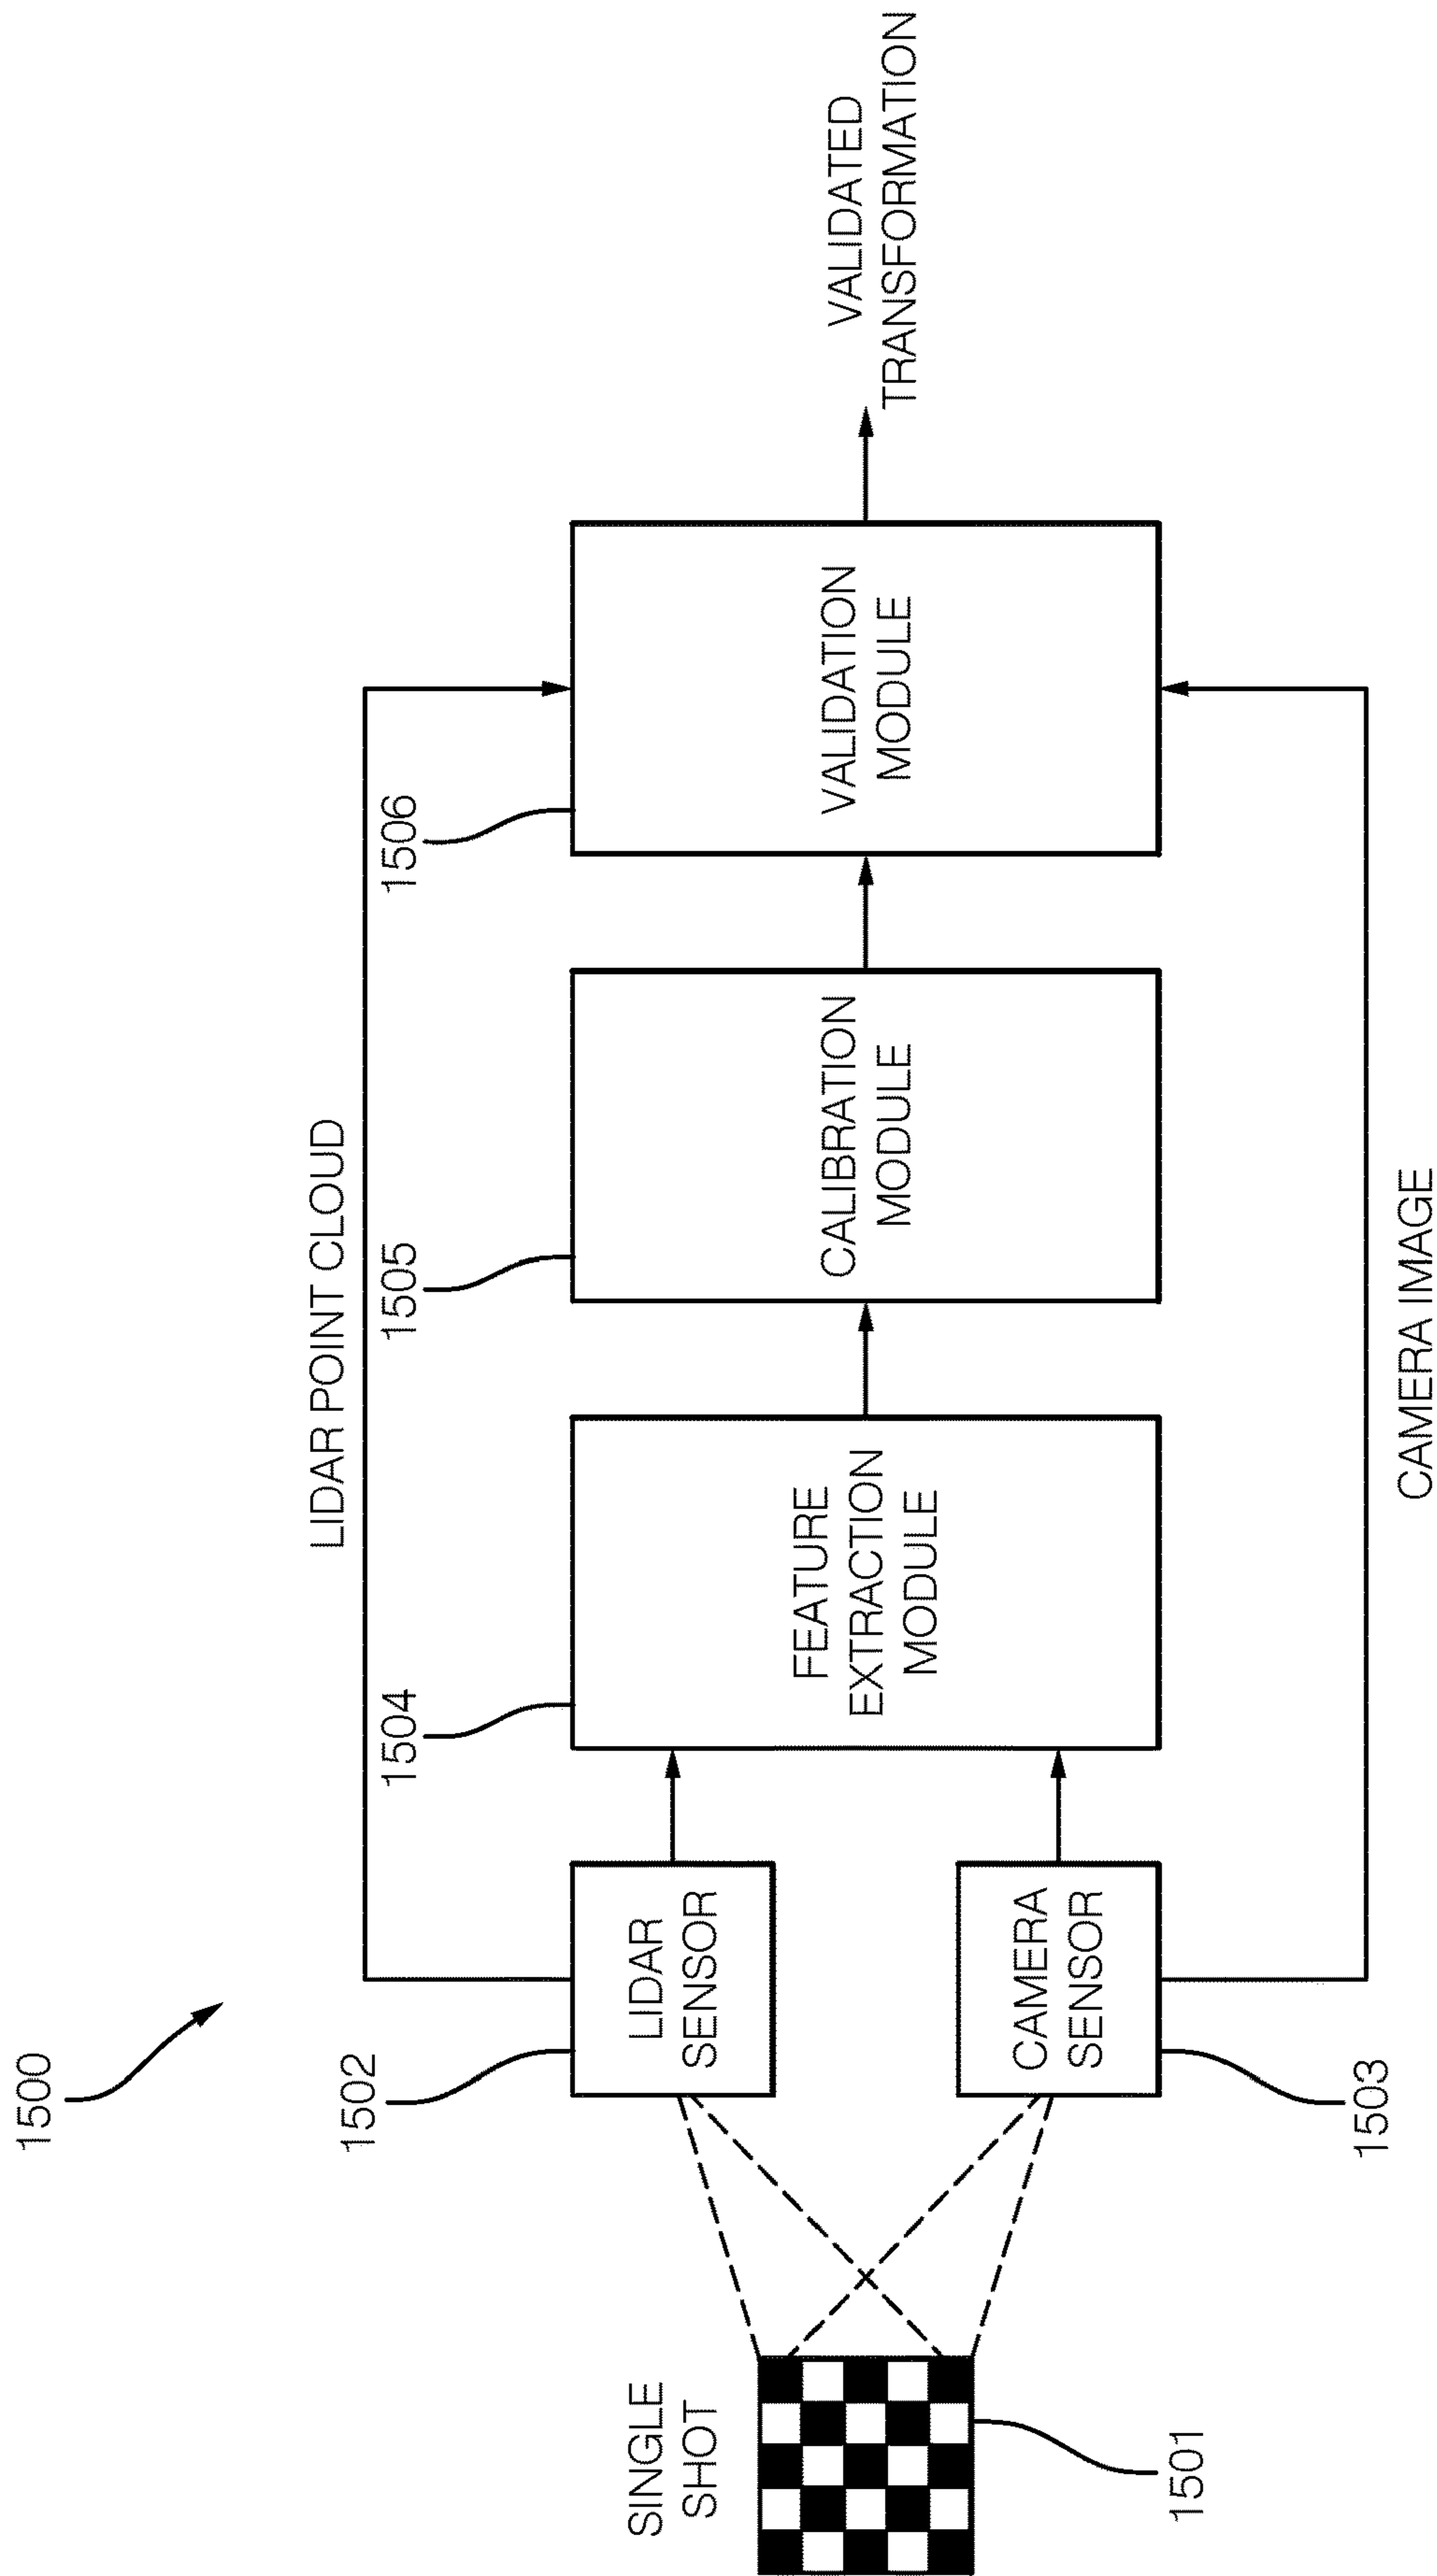 1500
LIDAR POINT CLOUD
1502
1504
1505
1506
SINGLE
SHOT
1501
LIDAR
SENSOR
CAMERA
SENSOR
1503
FEATURE
EXTRACTION
MODULE
CALIBRATION
MODULE
VALIDATION
MODULE
VALIDATED
TRANSFORMATION
CAMERA IMAGE